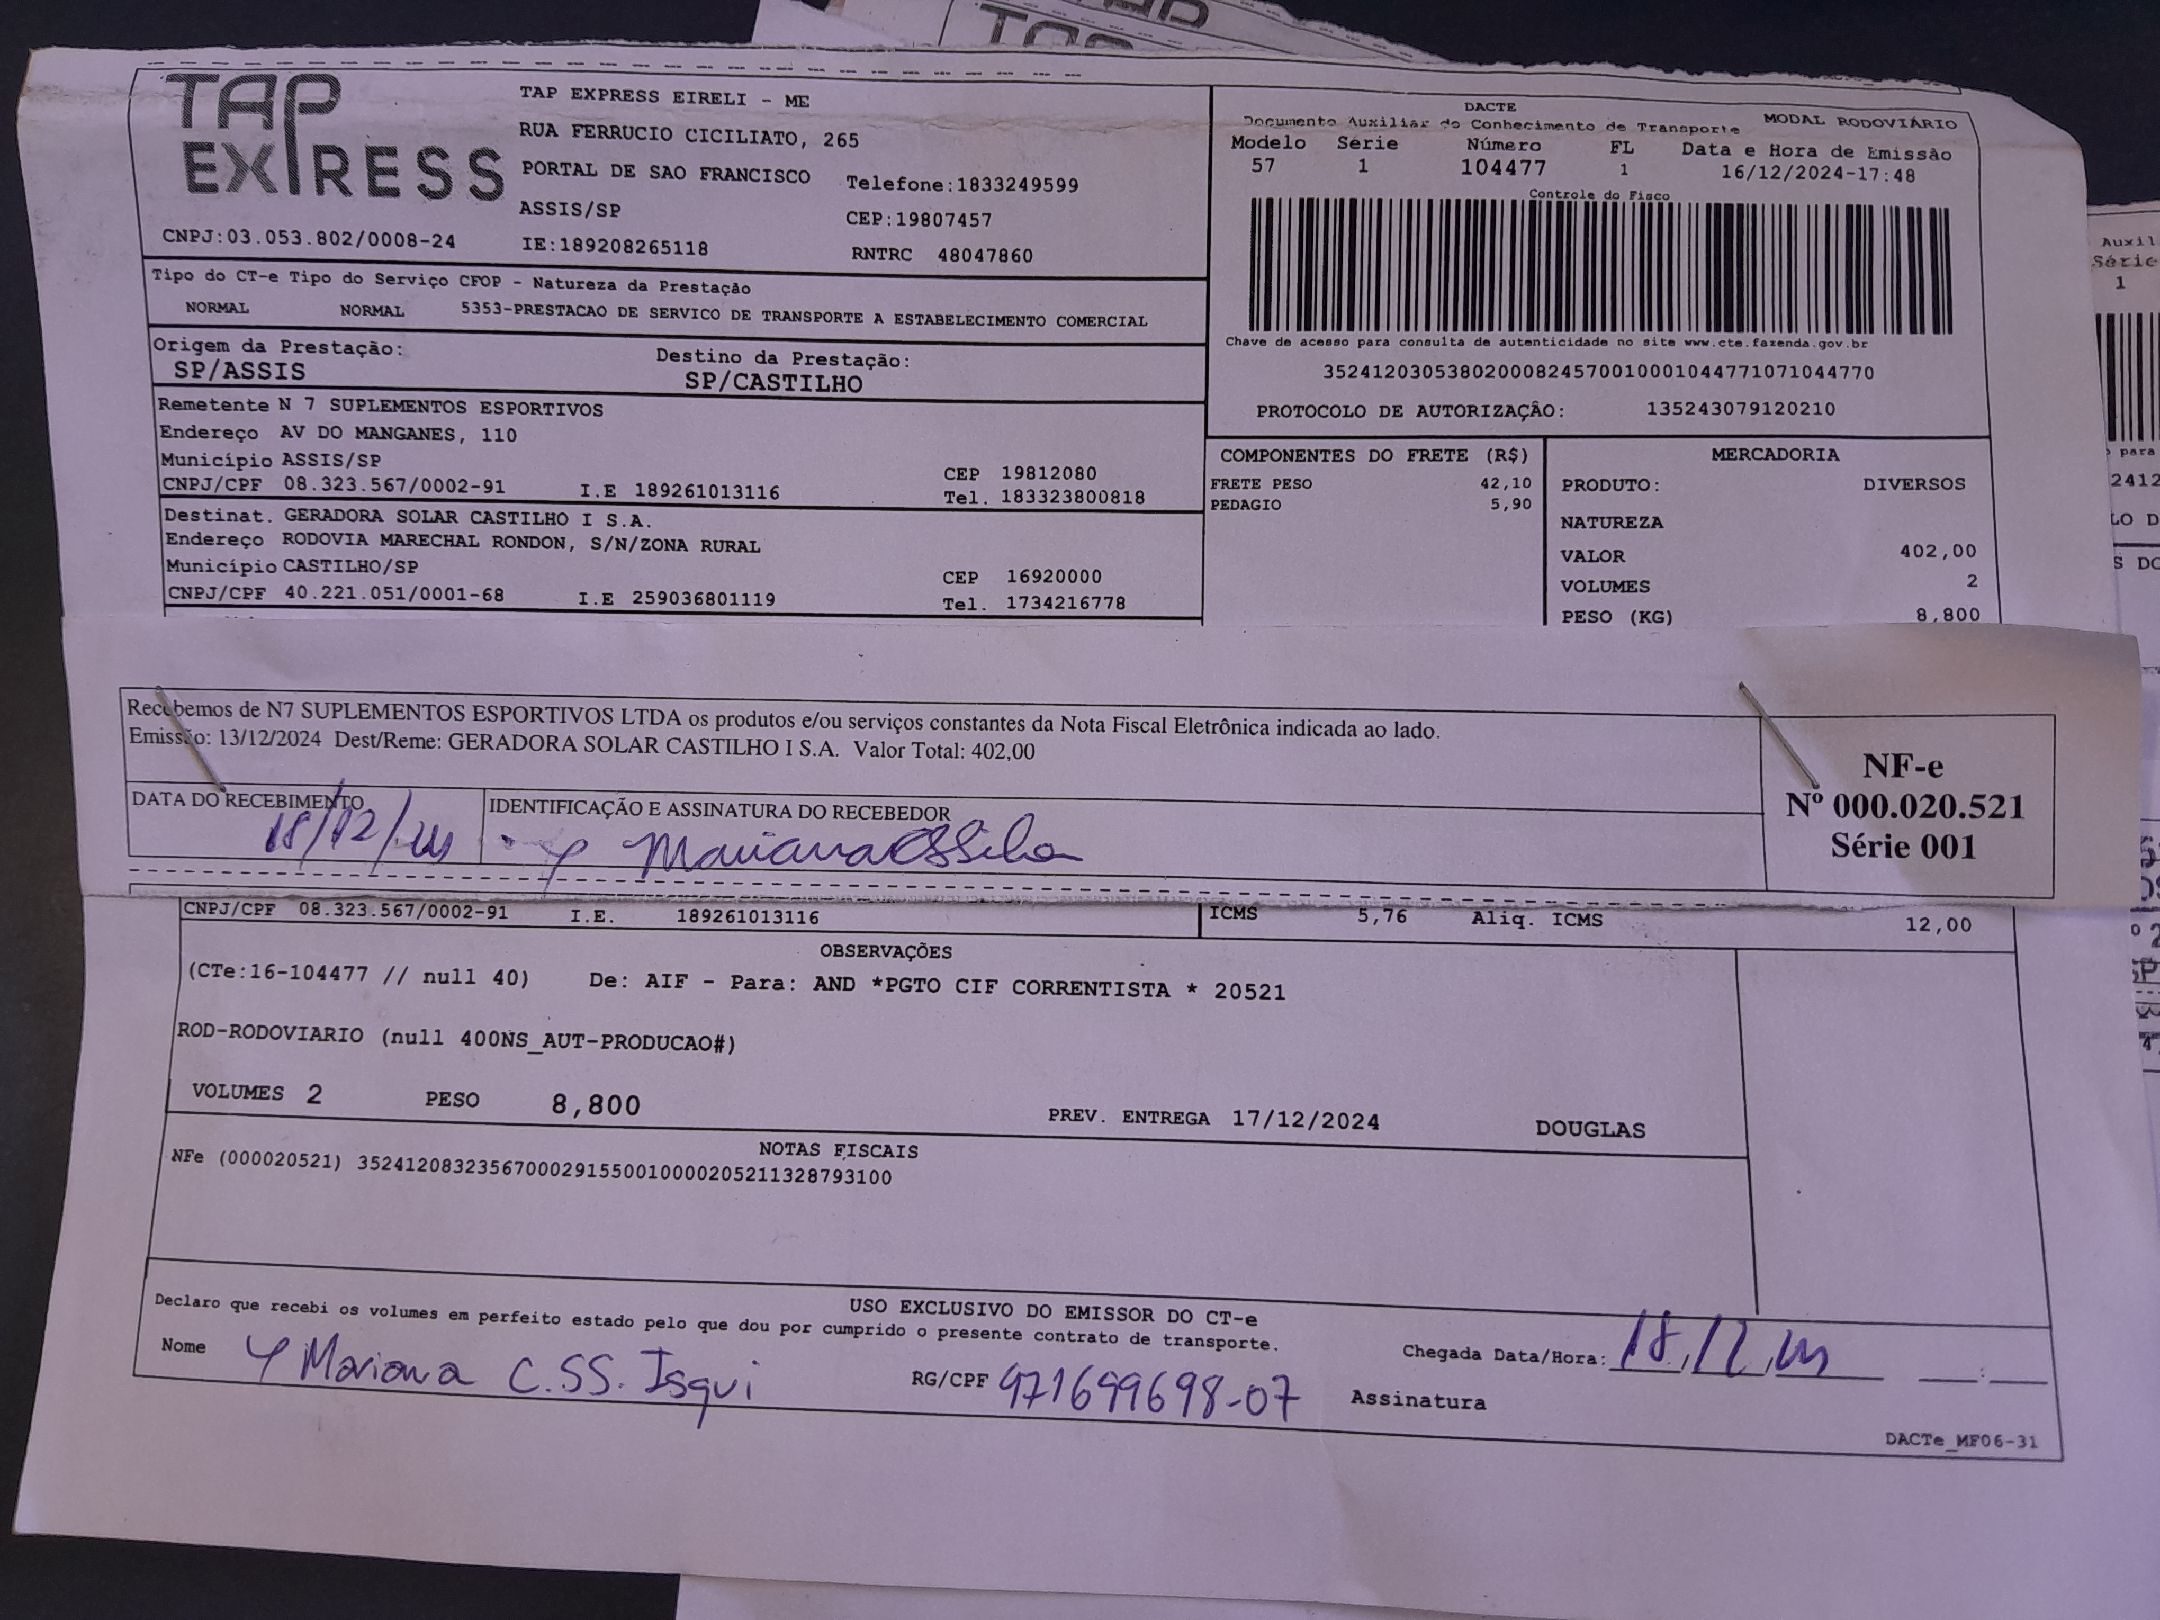 TAP EXPRESS
TAP EXPRESS EIRELI - ME
RUA FERRUCIO CICILIATO, 265
PORTAL DE SAO FRANCISCO Telefone:1833249599
ASSIS/SP CEP:19807457
CNPJ:03.053.802/0008-24 IE:189208265118 RNTRC 48047860
DACTE
Documento Auxiliar do Conhecimento de Transporte MODAL RODOVIÁRIO
Modelo Série Número FL Data e Hora de Emissão
57 1 104477 1 16/12/2024-17:48
Controle do Fisco
Chave de acesso para consulta de autenticidade no site www.cte.fazenda.gov.br
35241203053802000824570010001044771071044770
PROTOCOLO DE AUTORIZAÇÃO: 135243079120210
Tipo do CT-e Tipo do Serviço CFOP - Natureza da Prestação
NORMAL NORMAL 5353-PRESTACAO DE SERVICO DE TRANSPORTE A ESTABELECIMENTO COMERCIAL
Origem da Prestação: Destino da Prestação:
SP/ASSIS SP/CASTILHO
Remetente N 7 SUPLEMENTOS ESPORTIVOS
Endereço AV DO MANGANES, 110
Município ASSIS/SP CEP 19812080
CNPJ/CPF 08.323.567/0002-91 I.E 189261013116 Tel. 183323800818
Destinat. GERADORA SOLAR CASTILHO I S.A.
Endereço RODOVIA MARECHAL RONDON, S/N/ZONA RURAL
Município CASTILHO/SP CEP 16920000
CNPJ/CPF 40.221.051/0001-68 I.E 259036801119 Tel. 1734216778
COMPONENTES DO FRETE (R$)
FRETE PESO 42,10
PEDAGIO 5,90
MERCADORIA
PRODUTO: DIVERSOS
NATUREZA
VALOR 402,00
VOLUMES 2
PESO (KG) 8,800
Recebemos de N7 SUPLEMENTOS ESPORTIVOS LTDA os produtos e/ou serviços constantes da Nota Fiscal Eletrônica indicada ao lado.
Emissão: 13/12/2024 Dest/Reme: GERADORA SOLAR CASTILHO I S.A. Valor Total: 402,00
DATA DO RECEBIMENTO IDENTIFICAÇÃO E ASSINATURA DO RECEBEDOR
18/12/24 Mariana
NF-e
Nº 000.020.521
Série 001
CNPJ/CPF 08.323.567/0002-91 I.E. 189261013116 ICMS 5,76 Aliq. ICMS 12,00
OBSERVAÇÕES
(CTe:16-104477 // null 40) De: AIF - Para: AND *PGTO CIF CORRENTISTA * 20521
ROD-RODOVIARIO (null 400NS_AUT-PRODUCAO#)
VOLUMES 2 PESO 8,800 PREV. ENTREGA 17/12/2024 DOUGLAS
NOTAS FISCAIS
NFe (000020521) 35241208323567000291550010000205211328793100
USO EXCLUSIVO DO EMISSOR DO CT-e
Declaro que recebi os volumes em perfeito estado pelo que dou por cumprido o presente contrato de transporte.
Nome Mariana C.SS. Isqui RG/CPF 971699698-07 Chegada Data/Hora: 18/12/24
Assinatura
DACTe_MF06-31